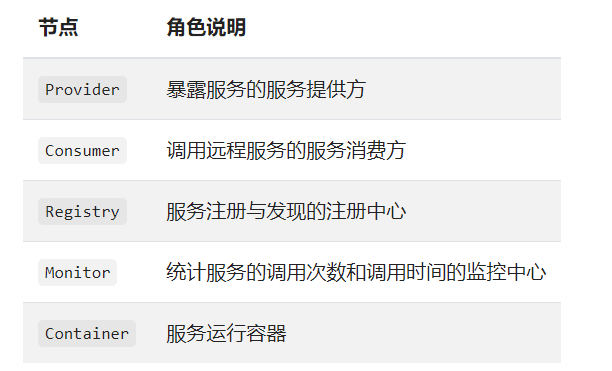 节点 角色说明
Provider 暴露服务的服务提供方
Consumer 调用远程服务的服务消费方
Registry 服务注册与发现的注册中心
Monitor 统计服务的调用次数和调用时间的监控中心
Container 服务运行容器